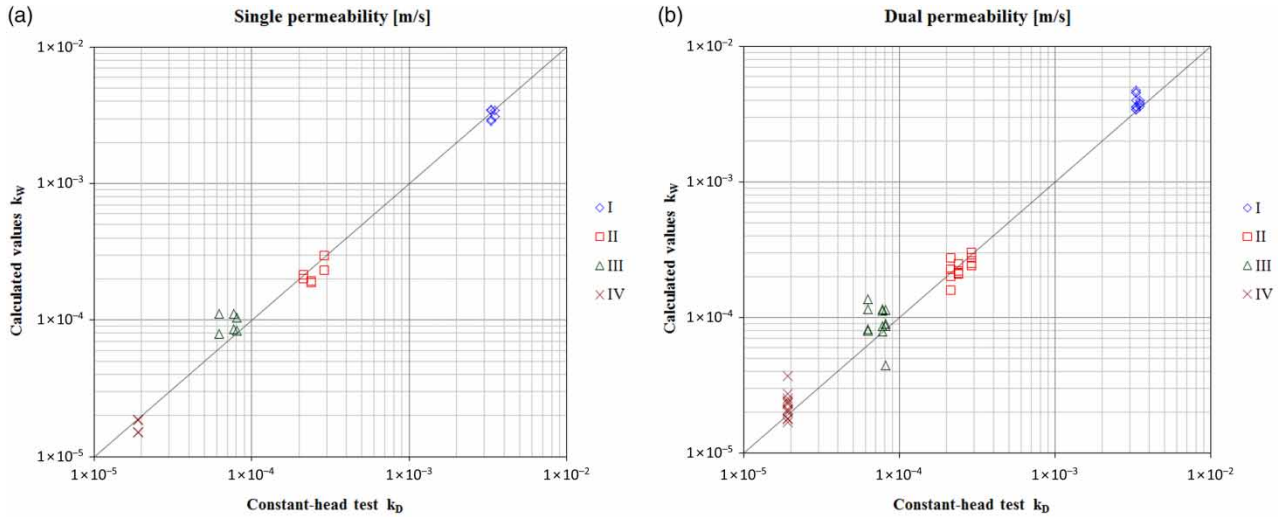 (a)
Single permeability [m/s]
1×10⁻²
1×10⁻³
1×10⁻⁴
1×10⁻⁵
Calculated values kW
1×10⁻⁵ 1×10⁻⁴ 1×10⁻³ 1×10⁻²
Constant-head test kD
I
II
III
IV
(b)
Dual permeability [m/s]
1×10⁻²
1×10⁻³
1×10⁻⁴
1×10⁻⁵
Calculated values kW
1×10⁻⁵ 1×10⁻⁴ 1×10⁻³ 1×10⁻²
Constant-head test kD
I
II
III
IV